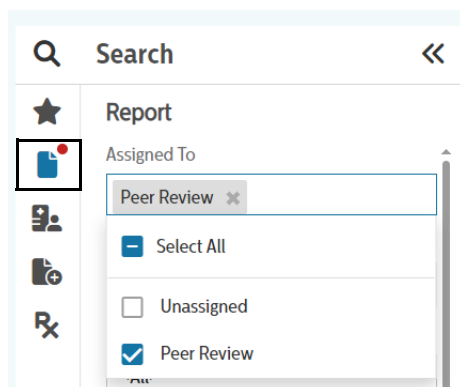 Search
Report
Assigned To
Peer Review
Select All
Unassigned
Peer Review